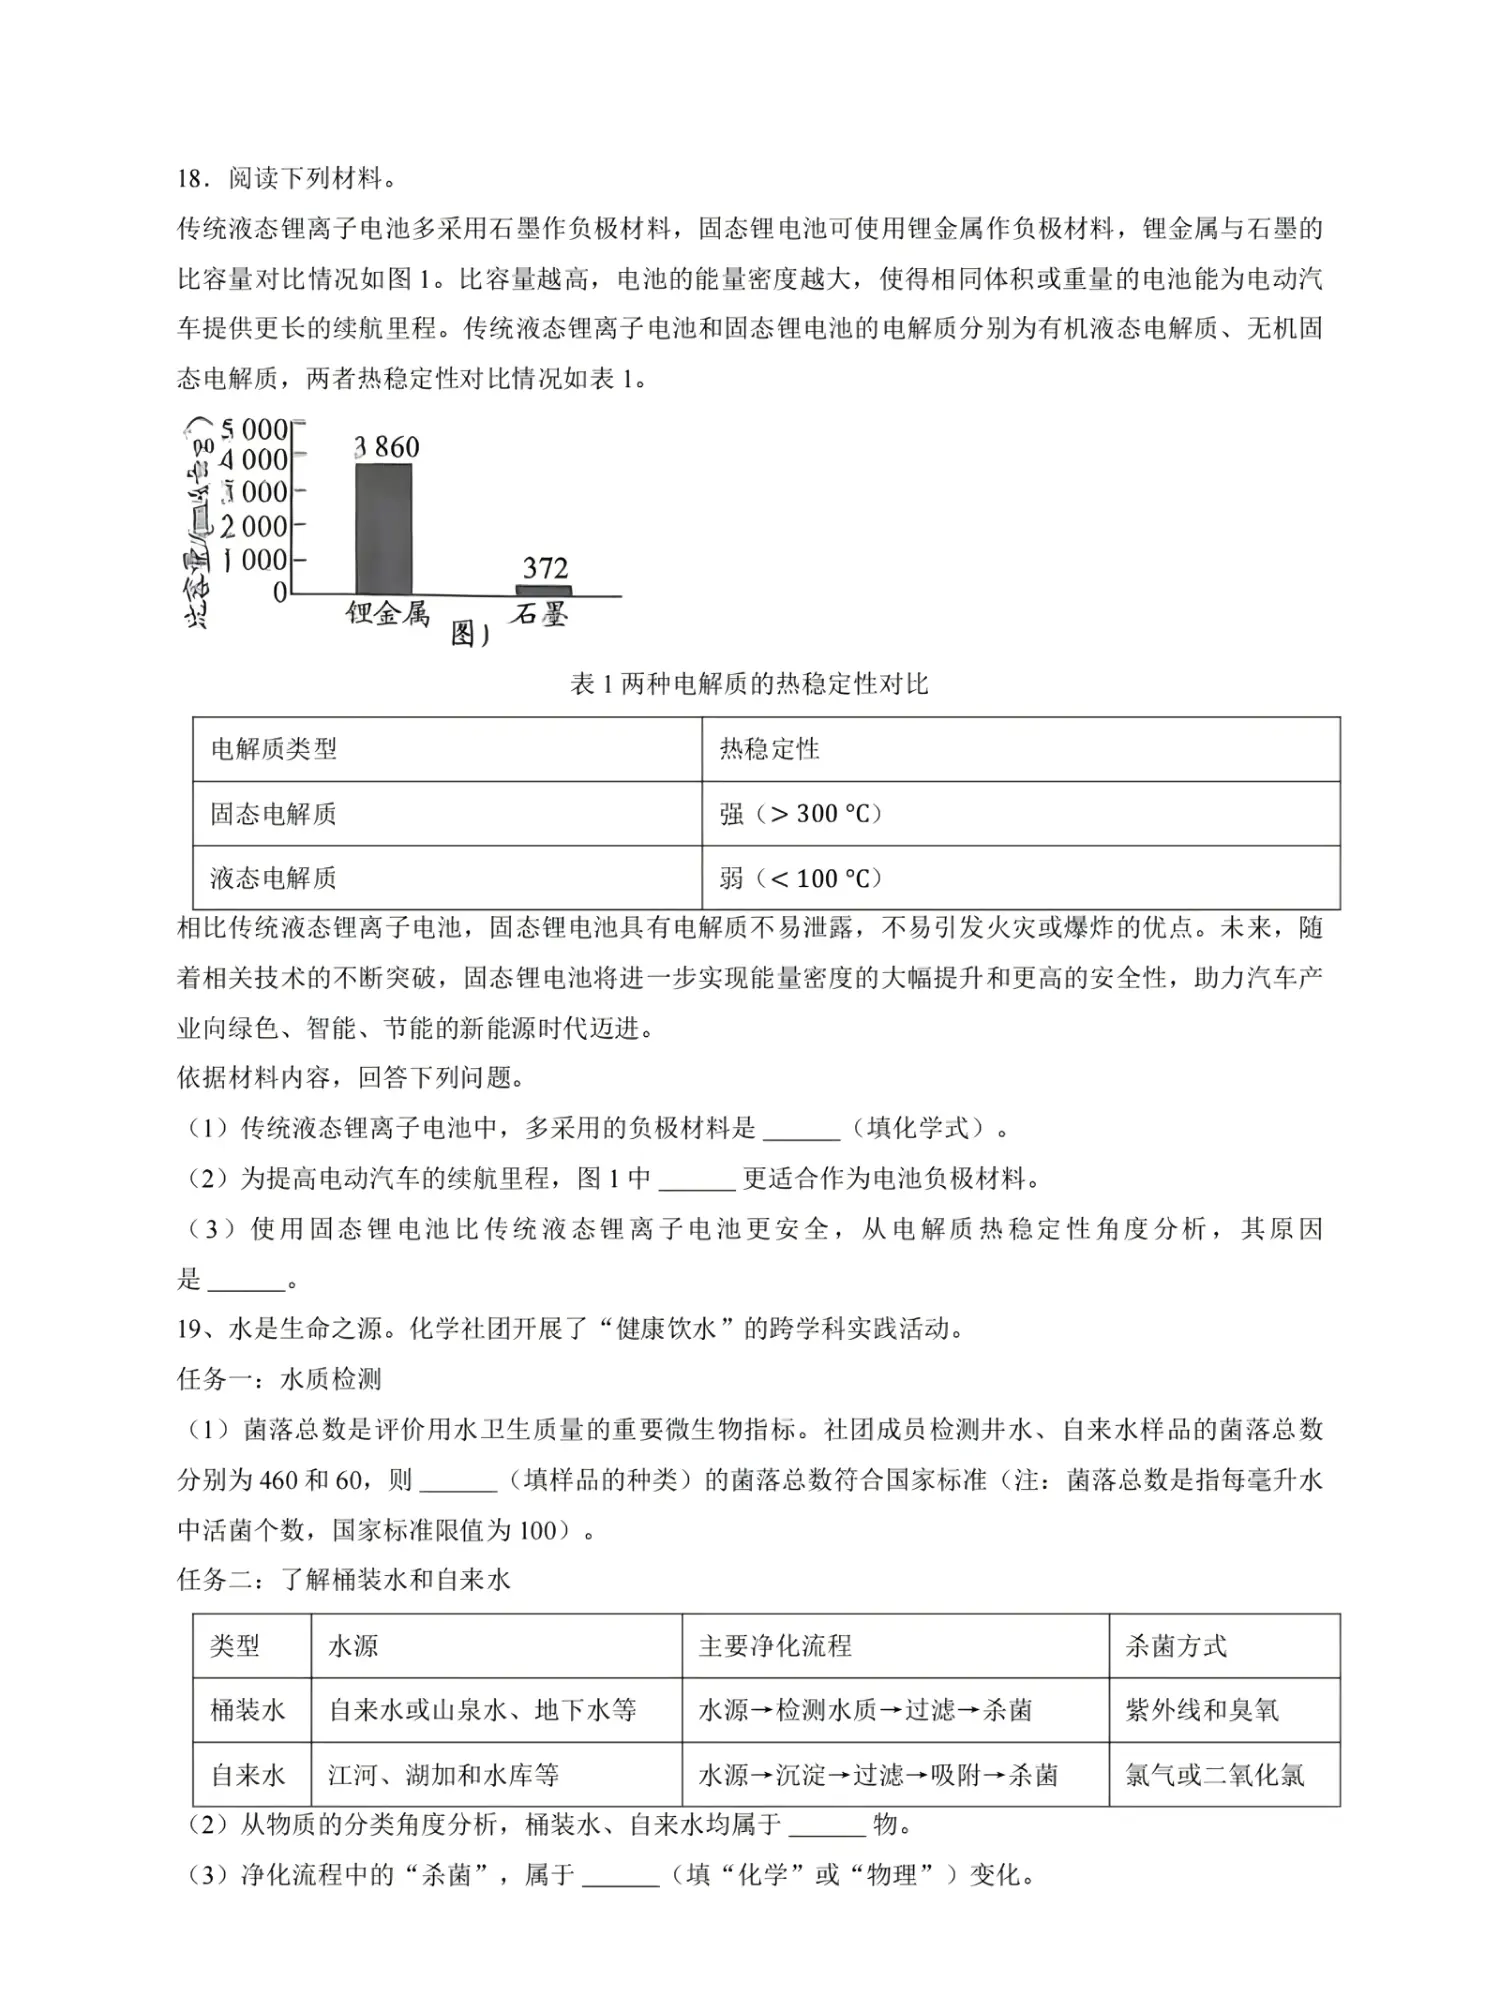 18．阅读下列材料。
传统液态锂离子电池多采用石墨作负极材料，固态锂电池可使用锂金属作负极材料，锂金属与石墨的
比容量对比情况如图 1。比容量越高，电池的能量密度越大，使得相同体积或重量的电池能为电动汽
车提供更长的续航里程。传统液态锂离子电池和固态锂电池的电解质分别为有机液态电解质、无机固
态电解质，两者热稳定性对比情况如表 1。
5 000
4 000
3 000
2 000
1 000
0
3 860
372
锂金属
石墨
图1
表 1 两种电解质的热稳定性对比
电解质类型 热稳定性
固态电解质 强（> 300 °C）
液态电解质 弱（< 100 °C）
相比传统液态锂离子电池，固态锂电池具有电解质不易泄露，不易引发火灾或爆炸的优点。未来，随
着相关技术的不断突破，固态锂电池将进一步实现能量密度的大幅提升和更高的安全性，助力汽车产
业向绿色、智能、节能的新能源时代迈进。
依据材料内容，回答下列问题。
（1）传统液态锂离子电池中，多采用的负极材料是 ______（填化学式）。
（2）为提高电动汽车的续航里程，图 1 中 ______ 更适合作为电池负极材料。
（3）使用固态锂电池比传统液态锂离子电池更安全，从电解质热稳定性角度分析，其原因
是 ______。
19、水是生命之源。化学社团开展了“健康饮水”的跨学科实践活动。
任务一：水质检测
（1）菌落总数是评价用水卫生质量的重要微生物指标。社团成员检测井水、自来水样品的菌落总数
分别为 460 和 60，则 ______（填样品的种类）的菌落总数符合国家标准（注：菌落总数是指每毫升水
中活菌个数，国家标准限值为 100）。
任务二：了解桶装水和自来水
类型 水源 主要净化流程 杀菌方式
桶装水 自来水或山泉水、地下水等 水源→检测水质→过滤→杀菌 紫外线和臭氧
自来水 江河、湖加和水库等 水源→沉淀→过滤→吸附→杀菌 氯气或二氧化氯
（2）从物质的分类角度分析，桶装水、自来水均属于 ______ 物。
（3）净化流程中的“杀菌”，属于 ______（填“化学”或“物理”）变化。